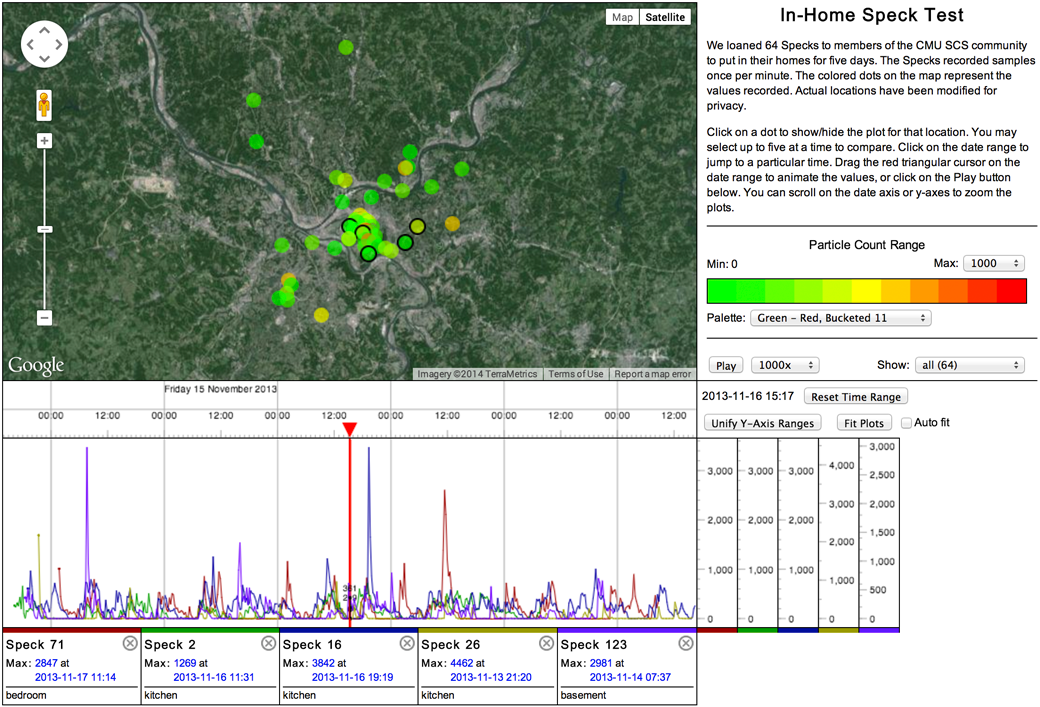 Map Satellite
Google
Imagery ©2014 TerraMetrics Terms of Use Report a map error
In-Home Speck Test
We loaned 64 Specks to members of the CMU SCS community
to put in their homes for five days. The Specks recorded samples
once per minute. The colored dots on the map represent the
values recorded. Actual locations have been modified for
privacy.
Click on a dot to show/hide the plot for that location. You may
select up to five at a time to compare. Click on the date range to
jump to a particular time. Drag the red triangular cursor on the
date range to animate the values, or click on the Play button
below. You can scroll on the date axis or y-axes to zoom the
plots.
Particle Count Range
Min: 0 Max: 1000
Palette: Green - Red, Bucketed 11
Play 1000x Show: all (64)
Friday 15 November 2013
00:00 12:00 00:00 12:00 00:00 12:00 00:00 12:00 00:00 12:00 00:00 12:00
2013-11-16 15:17 Reset Time Range
Unify Y-Axis Ranges Fit Plots Auto fit
3,000 3,000 3,000 4,000 3,000
2,500
2,000 2,000 2,000 2,000 2,000
1,500
1,000 1,000 1,000 1,000 1,000
500
0 0 0 0 0
Speck 71
Max: 2847 at
2013-11-17 11:14
bedroom
Speck 2
Max: 1269 at
2013-11-16 11:31
kitchen
Speck 16
Max: 3842 at
2013-11-16 19:19
kitchen
Speck 26
Max: 4462 at
2013-11-13 21:20
kitchen
Speck 123
Max: 2981 at
2013-11-14 07:37
basement